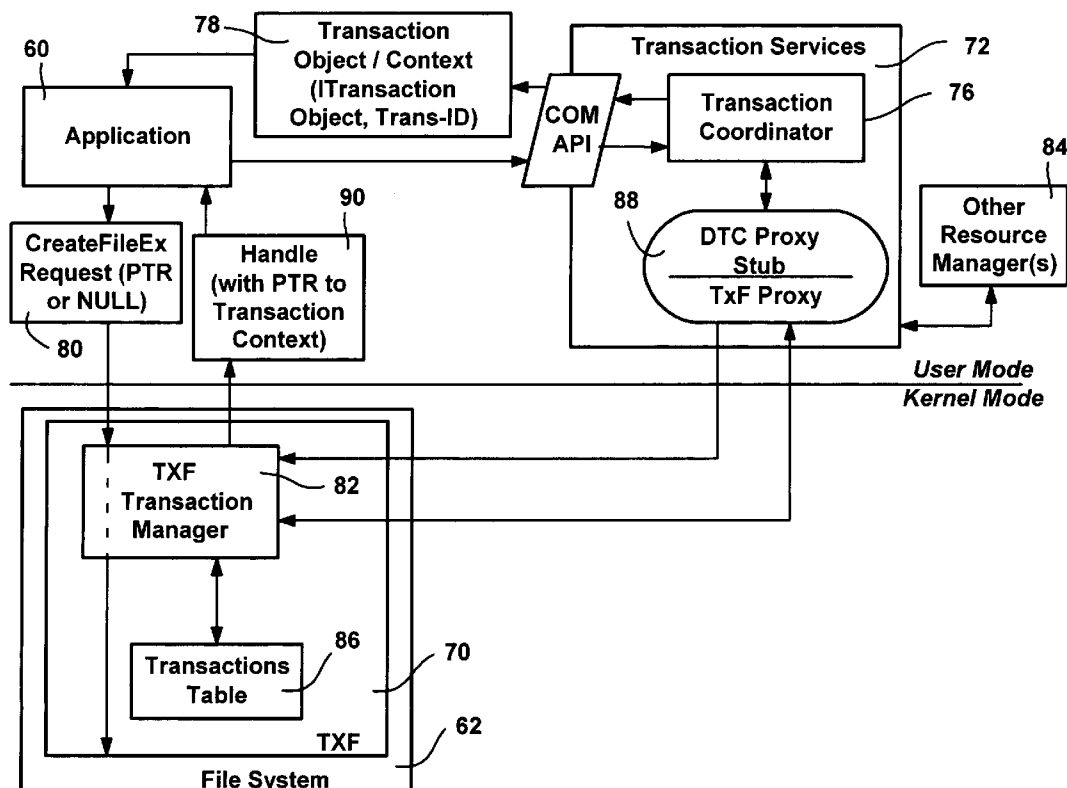 78
Transaction
Object / Context
(ITransaction
Object, Trans-ID)
60
Application
Transaction Services
72
COM
API
Transaction
Coordinator
76
84
Other
Resource
Manager(s)
88
DTC Proxy
Stub
TxF Proxy
CreateFileEx
Request (PTR
or NULL)
80
90
Handle
(with PTR to
Transaction
Context)
User Mode
Kernel Mode
TXF
Transaction
Manager
82
Transactions
Table
86
70
TXF
62
File System